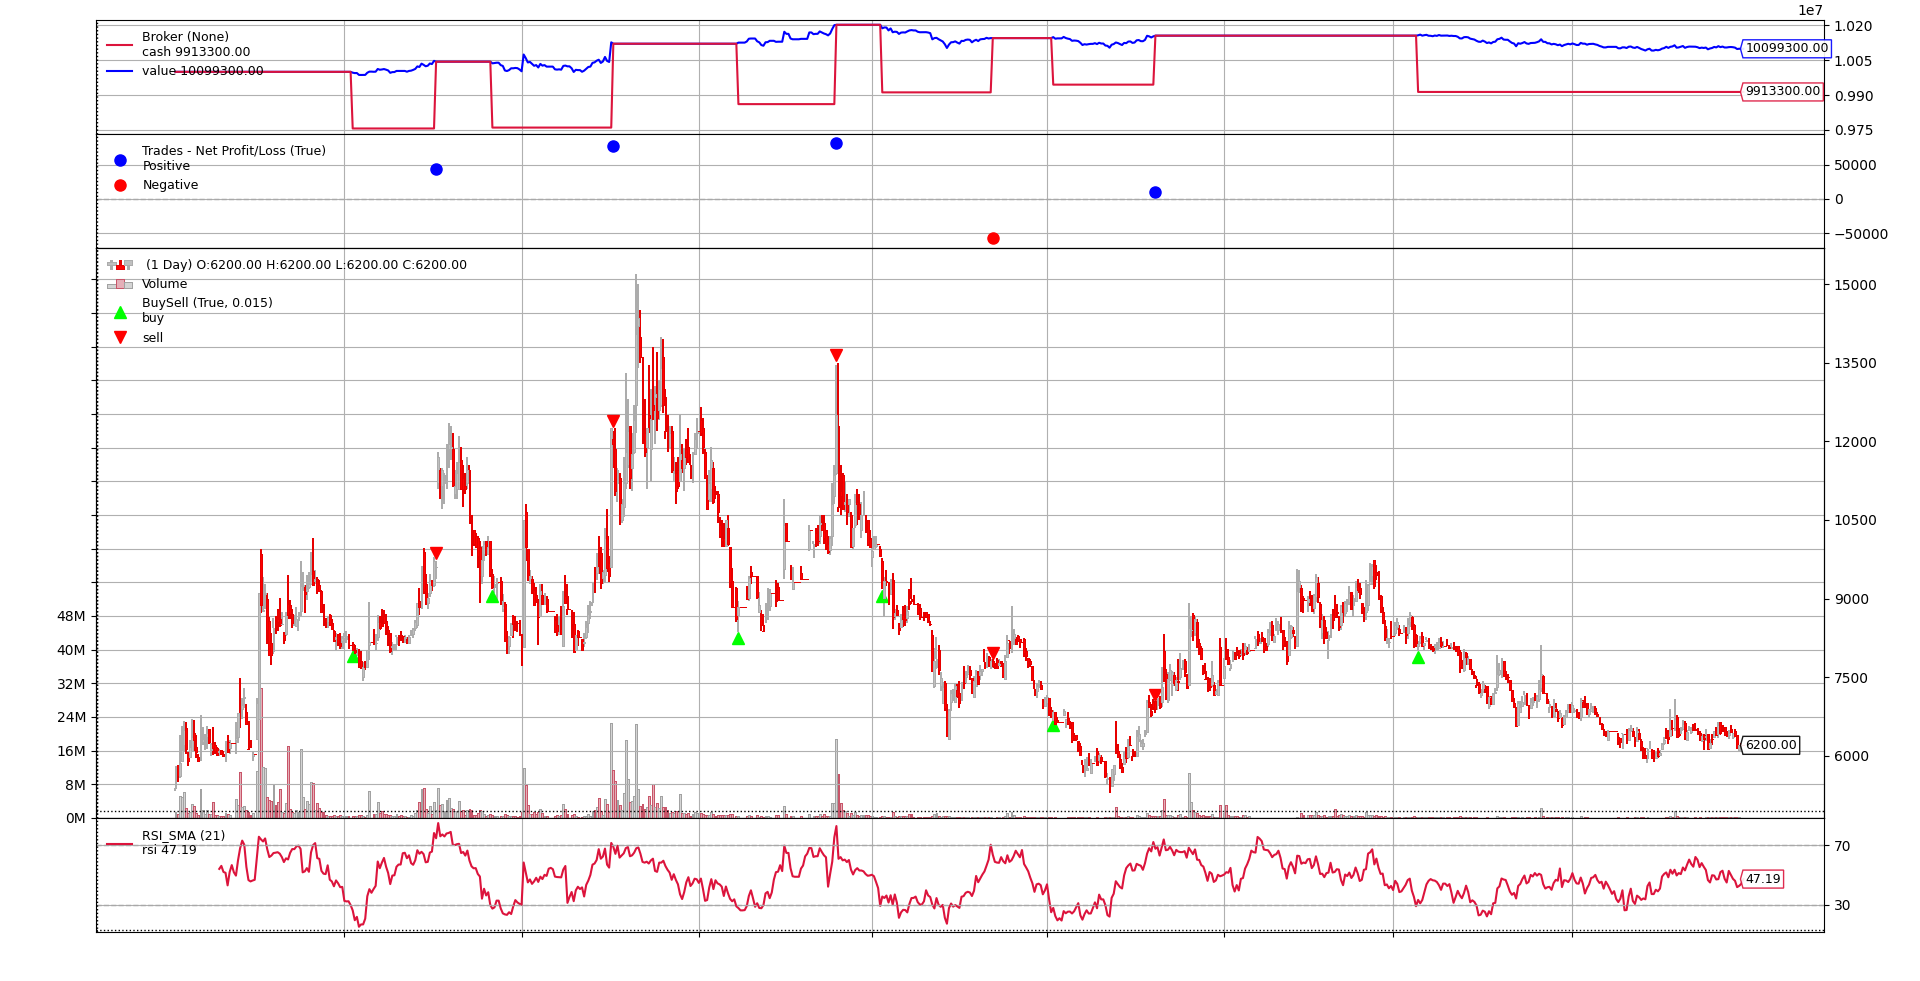 1e7
Broker (None)
cash 9913300.00
value 10099300.00
1.020
1.005
0.990
0.975
10099300.00
9913300.00
Trades - Net Profit/Loss (True)
Positive
Negative
50000
0
−50000
(1 Day) O:6200.00 H:6200.00 L:6200.00 C:6200.00
Volume
BuySell (True, 0.015)
buy
sell
15000
13500
12000
10500
9000
7500
6000
6200.00
48M
40M
32M
24M
16M
8M
0M
RSI_SMA (21)
rsi 47.19
70
30
47.19